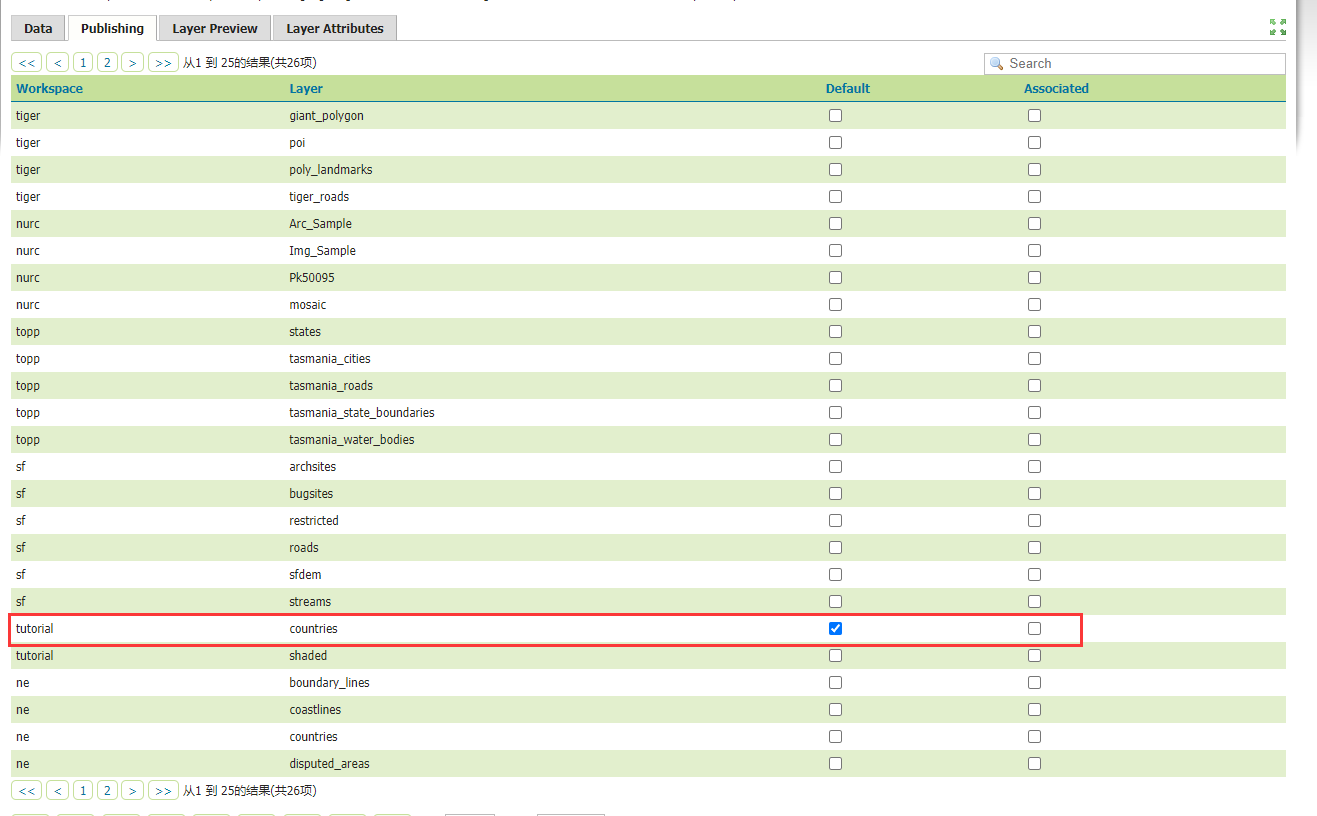 Data Publishing Layer Preview Layer Attributes
<< < 1 2 > >> 从1 到 25的结果(共26项) Search
Workspace Layer Default Associated
tiger giant_polygon
tiger poi
tiger poly_landmarks
tiger tiger_roads
nurc Arc_Sample
nurc Img_Sample
nurc Pk50095
nurc mosaic
topp states
topp tasmania_cities
topp tasmania_roads
topp tasmania_state_boundaries
topp tasmania_water_bodies
sf archsites
sf bugsites
sf restricted
sf roads
sf sfdem
sf streams
tutorial countries
tutorial shaded
ne boundary_lines
ne coastlines
ne countries
ne disputed_areas
<< < 1 2 > >> 从1 到 25的结果(共26项)